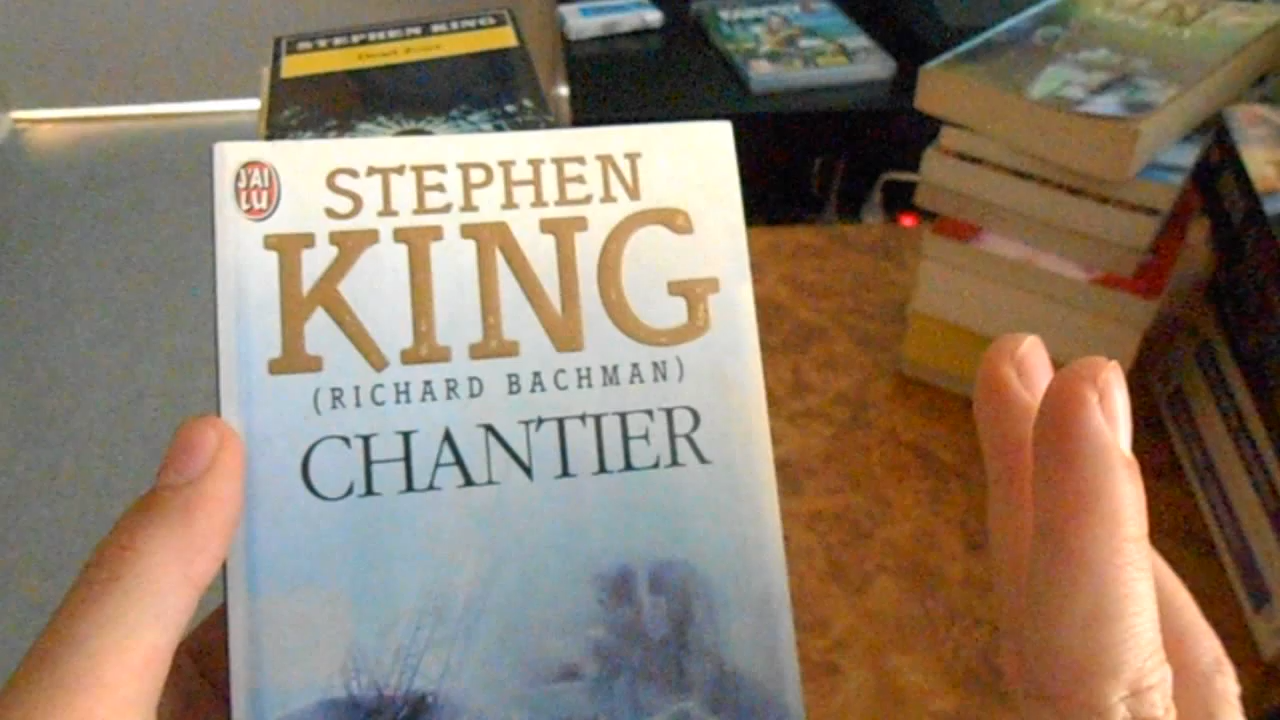 STEPHEN KING
J'AI
LU
STEPHEN
KING
(RICHARD BACHMAN)
CHANTIER